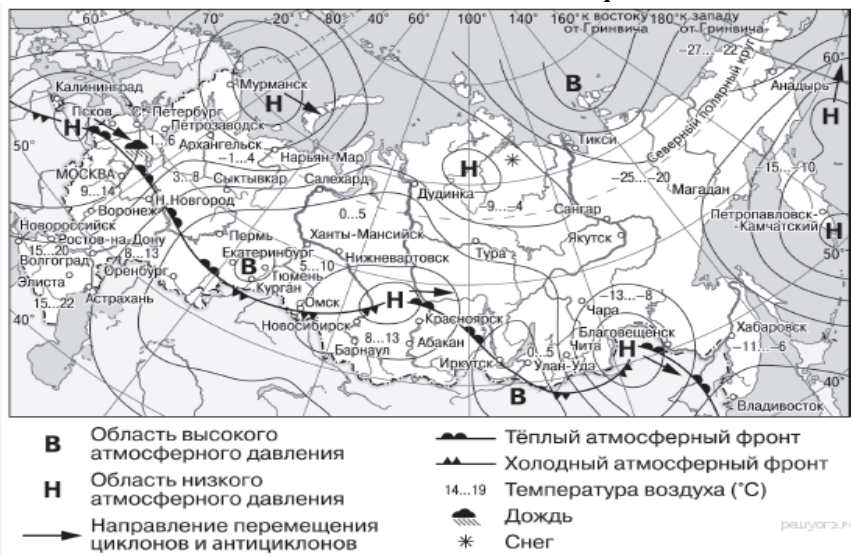 60° 70° 80° 40° 60° 100° 140° 160° к востоку от Гринвича 180° к западу от Гринвича
-27...-22
Северный полярный круг
60°
Калининград
Мурманск
В
Анадырь
Псков
С.-Петербург
Н
Н
Н
Петрозаводск
1...6
Тикси
50°
Архангельск
-1...4
Нарьян-Мар
Н
-15...-10
МОСКВА
3...8
Сыктывкар
Салехард
Дудинка
-25...-20
Магадан
9...14
-9...-4
Н.Новгород
Сангар
Воронеж
0...5
Петропавловск-
-Камчатский
Новороссийск
Ростов-на-Дону
Пермь
Ханты-Мансийск
Якутск
Н
15...20
8...13
Екатеринбург
Нижневартовск
Тура
50°
Волгоград
Оренбург
В
Тюмень
5...10
Элиста
Курган
Н
-13...-8
15...22
Астрахань
Омск
Чара
40°
Новосибирск
Красноярск
Благовещенск
Хабаровск
8...13
Абакан
Н
-11...-6
Барнаул
Иркутск
0...5
Чита
Улан-Удэ
40°
В
Владивосток
В Область высокого
атмосферного давления
Н Область низкого
атмосферного давления
Направление перемещения
циклонов и антициклонов
Тёплый атмосферный фронт
Холодный атмосферный фронт
14...19 Температура воздуха (°С)
Дождь
Снег